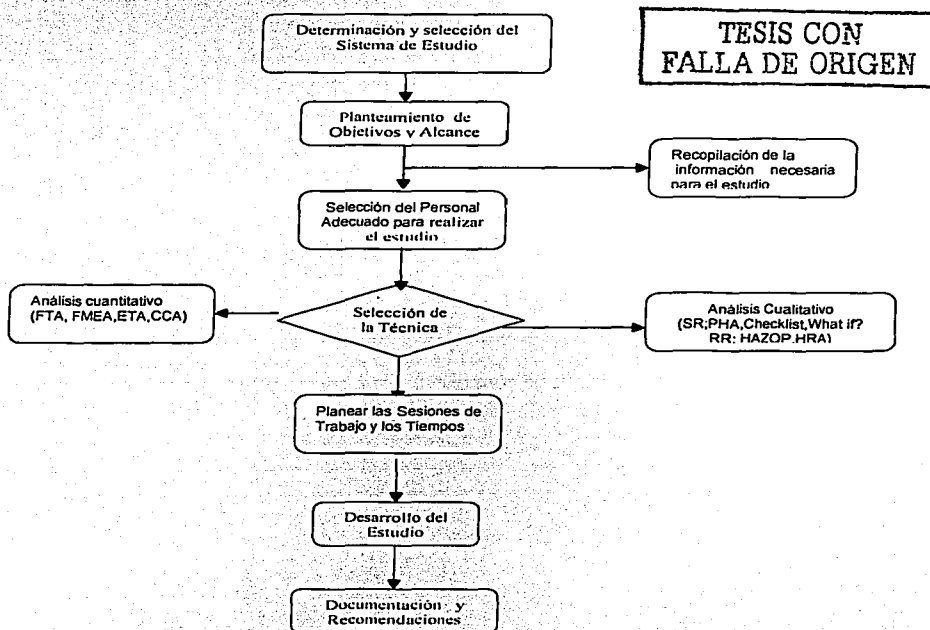 Determinación y selección del
Sistema de Estudio
TESIS CON
FALLA DE ORIGEN
Planteamiento de
Objetivos y Alcance
Recopilación de la
información necesaria
para el estudio
Selección del Personal
Adecuado para realizar
el estudio
Análisis cuantitativo
(FTA, FMEA,ETA,CCA)
Selección de
la Técnica
Análisis Cualitativo
(SR;PHA,Checklist,What if?
RR; HAZOP,HRA)
Planear las Sesiones de
Trabajo y los Tiempos
Desarrollo del
Estudio
Documentación y
Recomendaciones